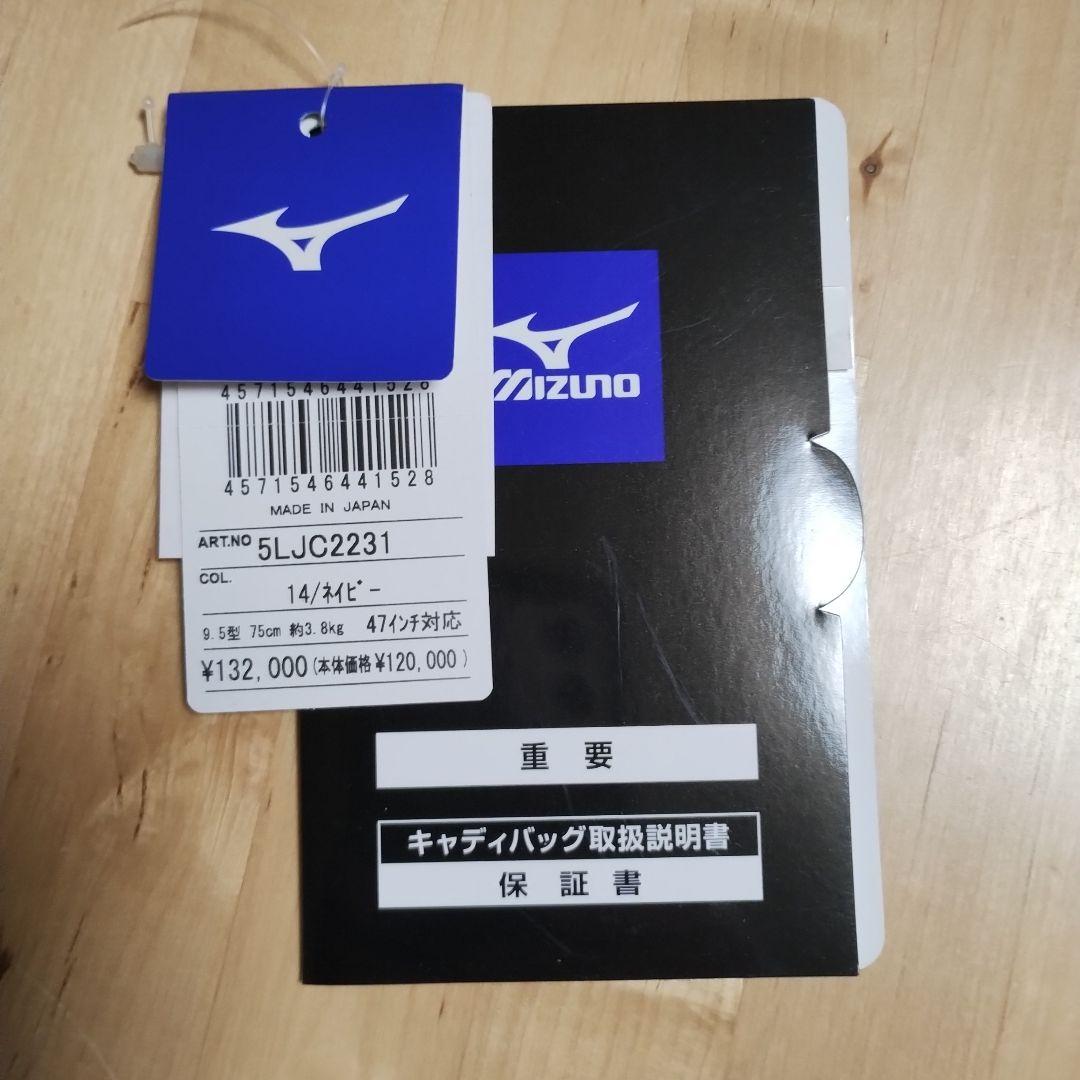 4571546441528
4571546441528
MADE IN JAPAN
ART.NO 5LJC2231
COL.
14/ネイビー
9.5型 75cm 約3.8kg 47インチ対応
¥132,000(本体価格¥120,000)
MIZUNO
重 要
キャディバッグ取扱説明書
保 証 書